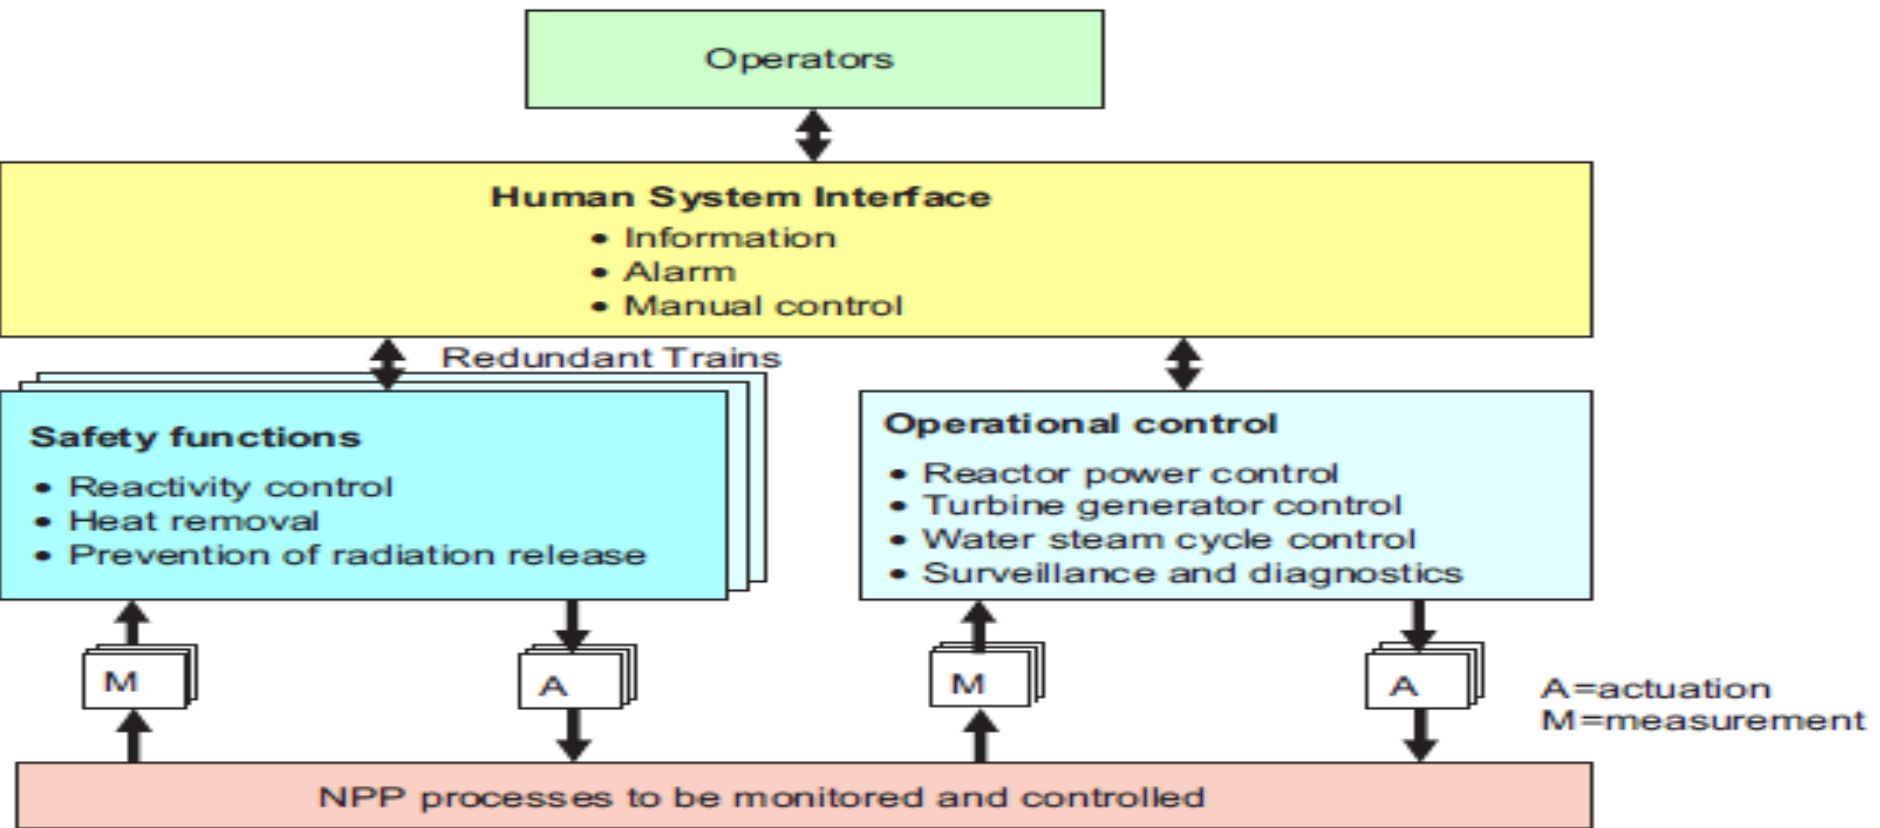 Operators
Human System Interface
• Information
• Alarm
• Manual control
Redundant Trains
Safety functions
• Reactivity control
• Heat removal
• Prevention of radiation release
Operational control
• Reactor power control
• Turbine generator control
• Water steam cycle control
• Surveillance and diagnostics
M
A
M
A
A=actuation
M=measurement
NPP processes to be monitored and controlled